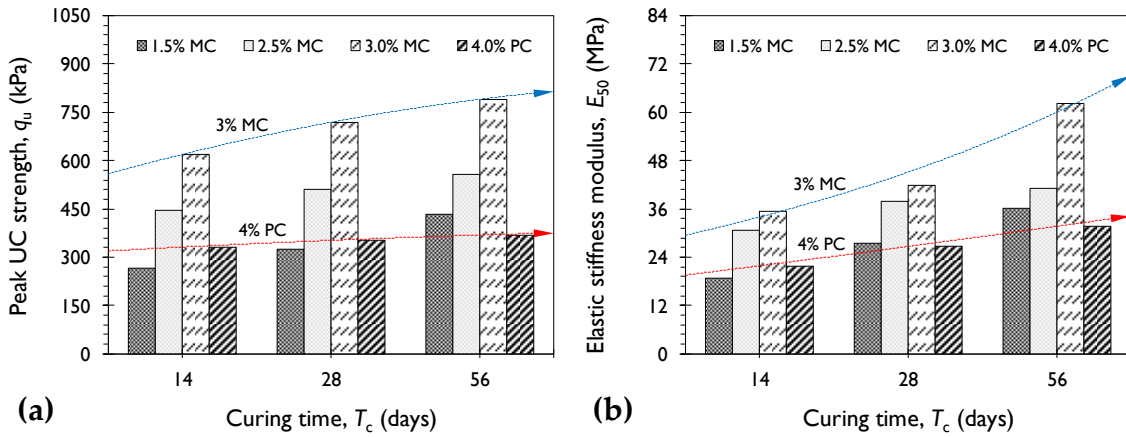 1050
900
750
600
450
300
150
0
Peak UC strength, qu (kPa)
1.5% MC 2.5% MC 3.0% MC 4.0% PC
3% MC
4% PC
14 28 56
Curing time, Tc (days)
(a)
84
72
60
48
36
24
12
0
Elastic stiffness modulus, E50 (MPa)
1.5% MC 2.5% MC 3.0% MC 4.0% PC
3% MC
4% PC
14 28 56
Curing time, Tc (days)
(b)